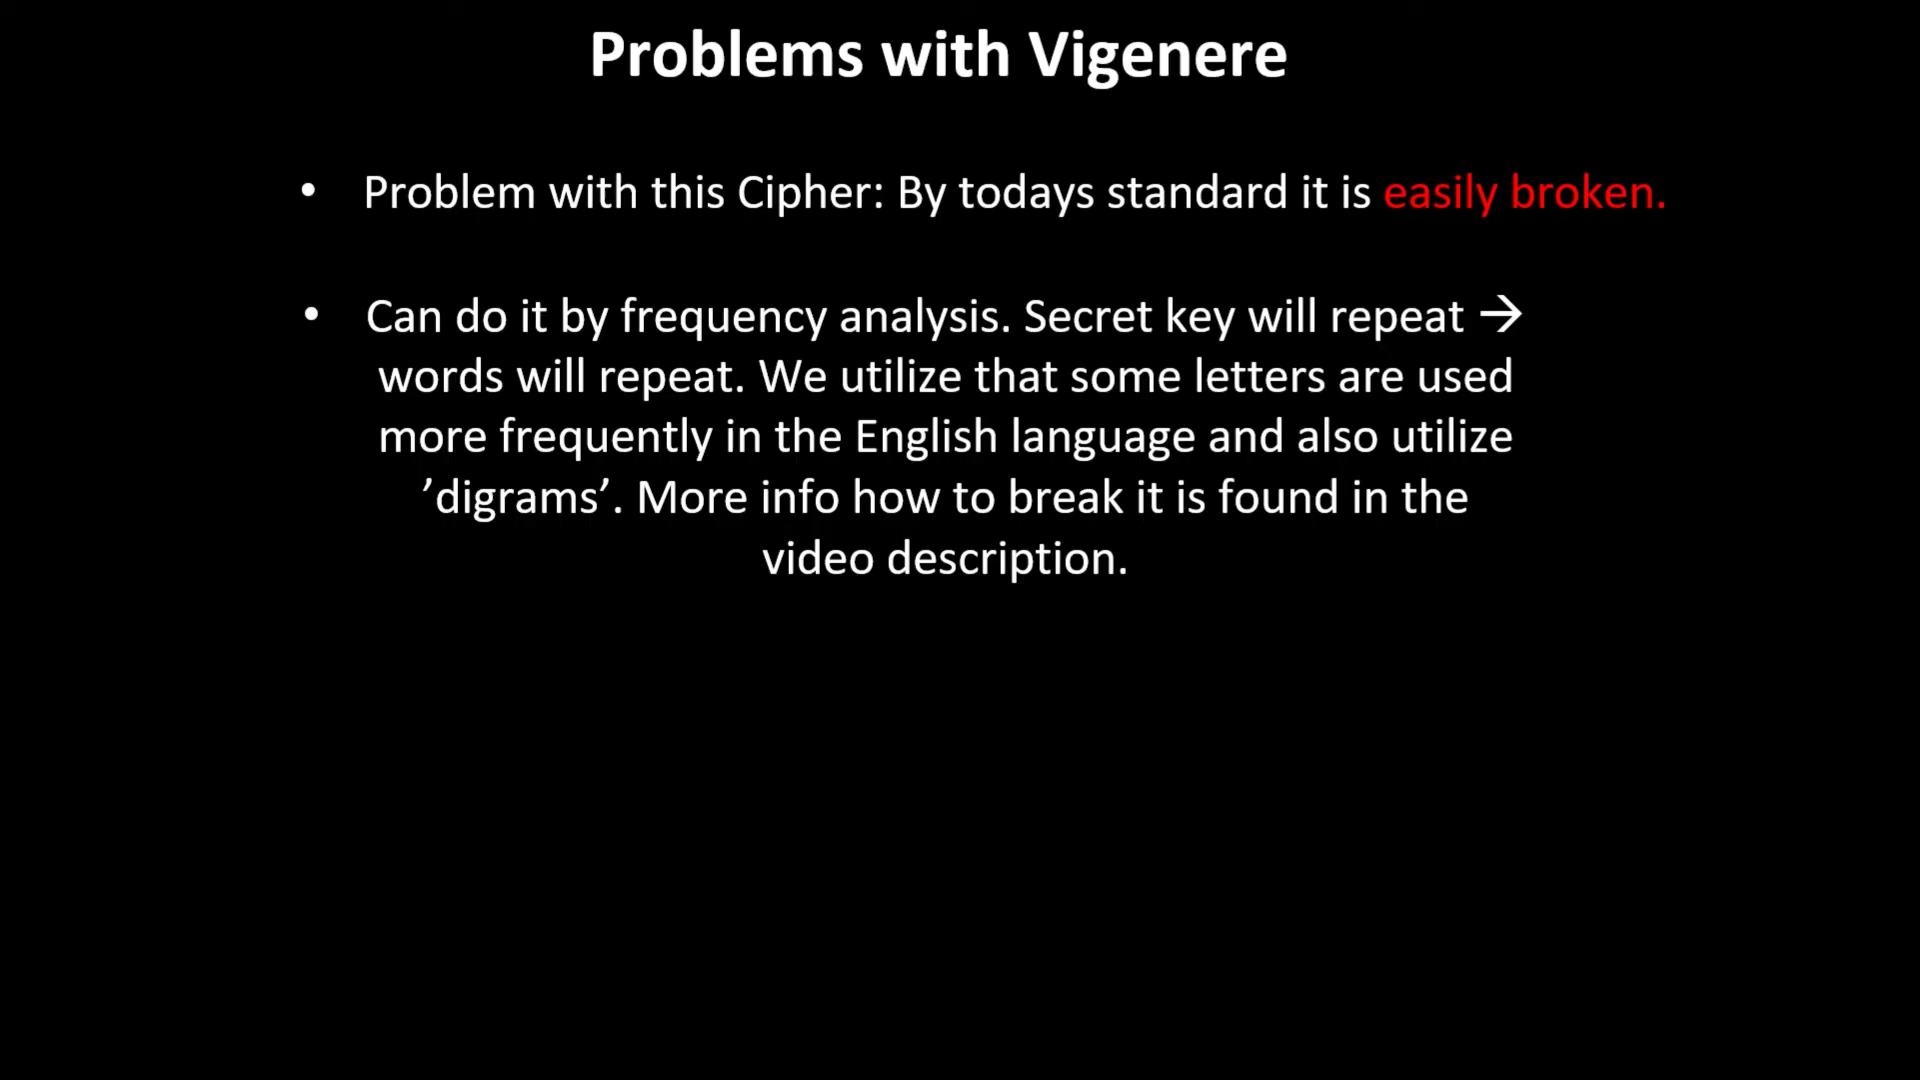 Problems with Vigenere
• Problem with this Cipher: By todays standard it is easily broken.
• Can do it by frequency analysis. Secret key will repeat →
words will repeat. We utilize that some letters are used
more frequently in the English language and also utilize
’digrams’. More info how to break it is found in the
video description.